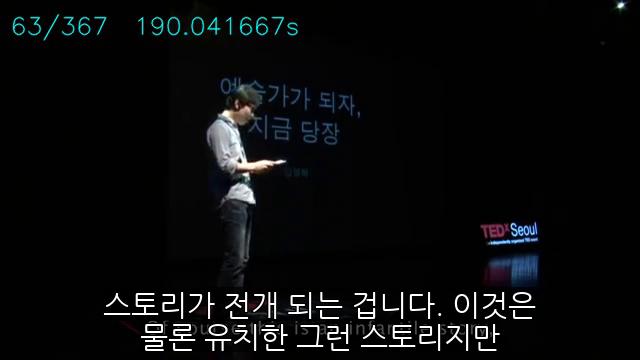 63/367 190.041667s
예술가가 되자,
지금 당장
TEDxSeoul
스토리가 전개 되는 겁니다. 이것은
물론 유치한 그런 스토리지만